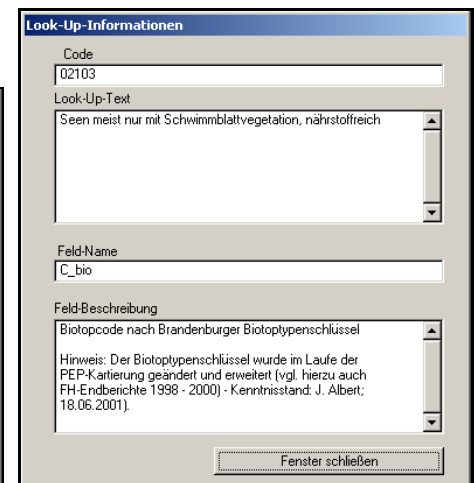 Look-Up-Informationen
Code
02103
Look-Up-Text
Seen meist nur mit Schwimmblattvegetation, nährstoffreich
Feld-Name
C_bio
Feld-Beschreibung
Biotopcode nach Brandenburger Biotoptypenschlüssel
Hinweis: Der Biotoptypenschlüssel wurde im Laufe der
PEP-Kartierung geändert und erweitert (vgl. hierzu auch
FH-Endberichte 1998 - 2000) - Kenntnisstand: J. Albert;
18.06.2001).
Fenster schließen